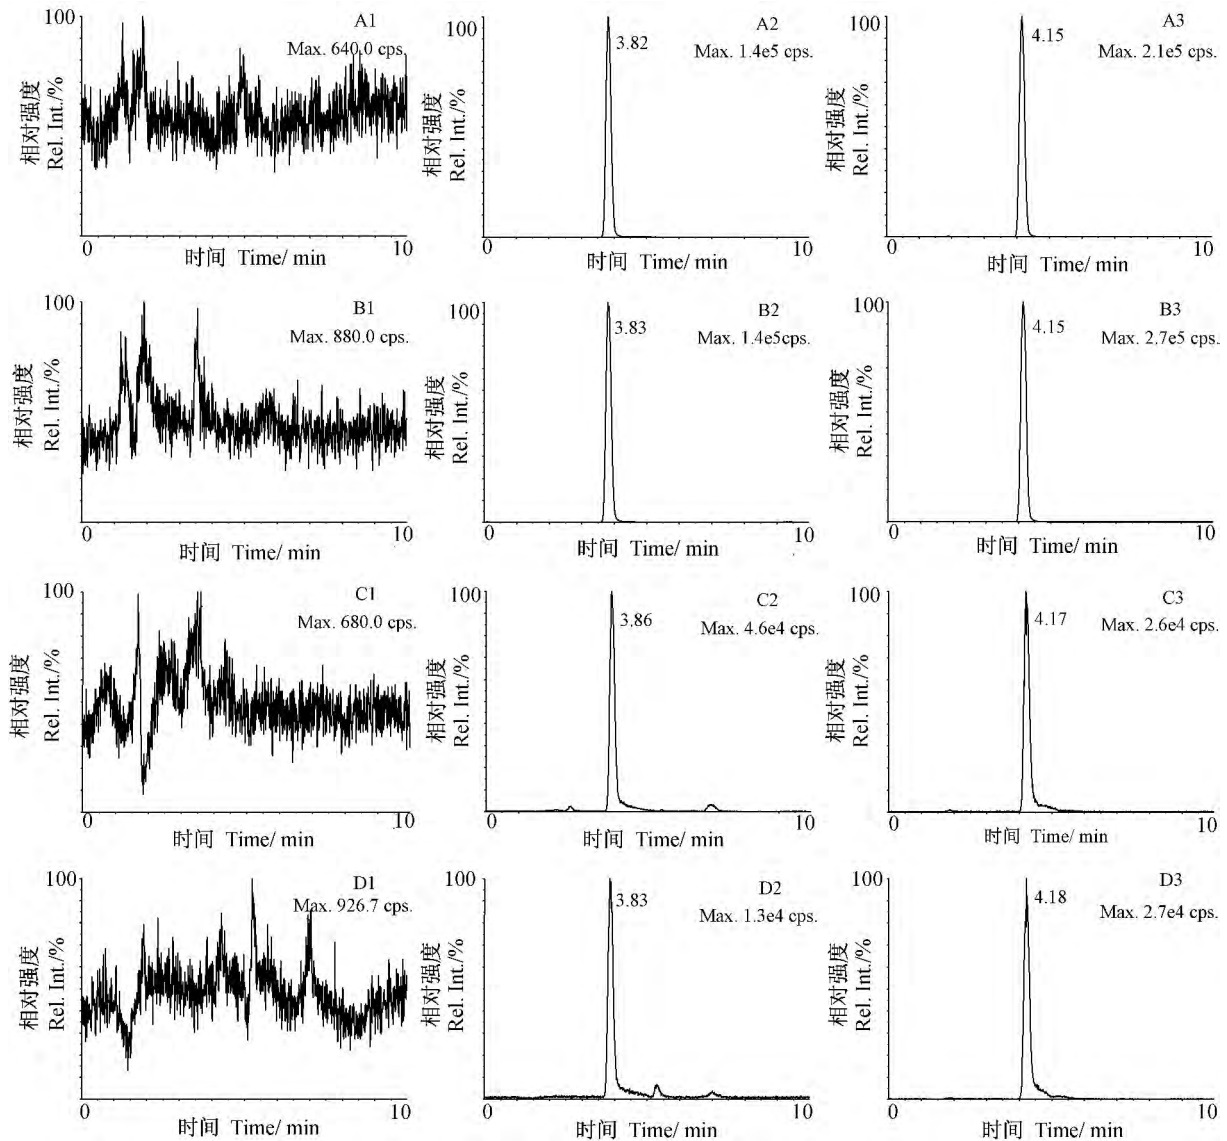 A1
Max. 640.0 cps.
100
相对强度
Rel. Int./%
0
10
时间 Time/ min
A2
Max. 1.4e5 cps.
100
3.82
相对强度
Rel. Int./%
0
10
时间 Time/ min
A3
Max. 2.1e5 cps.
100
4.15
相对强度
Rel. Int./%
0
10
时间 Time/ min
B1
Max. 880.0 cps.
100
相对强度
Rel. Int./%
0
10
时间 Time/ min
B2
Max. 1.4e5cps.
100
3.83
相对强度
Rel. Int./%
0
10
时间 Time/ min
B3
Max. 2.7e5 cps.
100
4.15
相对强度
Rel. Int./%
0
10
时间 Time/ min
C1
Max. 680.0 cps.
100
相对强度
Rel. Int./%
0
10
时间 Time/ min
C2
Max. 4.6e4 cps.
100
3.86
相对强度
Rel. Int./%
0
10
时间 Time/ min
C3
Max. 2.6e4 cps.
100
4.17
相对强度
Rel. Int./%
0
10
时间 Time/ min
D1
Max. 926.7 cps.
100
相对强度
Rel. Int./%
0
10
时间 Time/ min
D2
Max. 1.3e4 cps.
100
3.83
相对强度
Rel. Int./%
0
10
时间 Time/ min
D3
Max. 2.7e4 cps.
100
4.18
相对强度
Rel. Int./%
0
10
时间 Time/ min